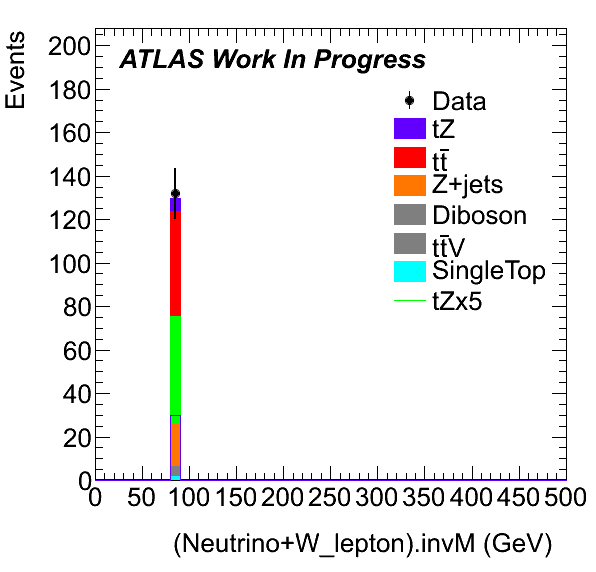 Events
200
180
160
140
120
100
80
60
40
20
0
ATLAS Work In Progress
Data
tZ
tt̄
Z+jets
Diboson
tt̄V
SingleTop
tZx5
0 50 100 150 200 250 300 350 400 450 500
(Neutrino+W_lepton).invM (GeV)